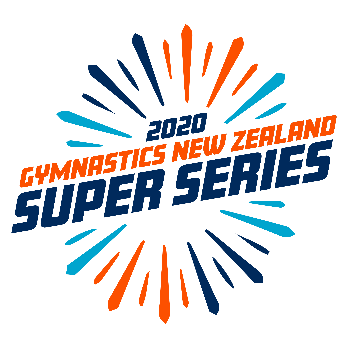 2020
GYMNASTICS NEW ZEALAND
SUPER SERIES